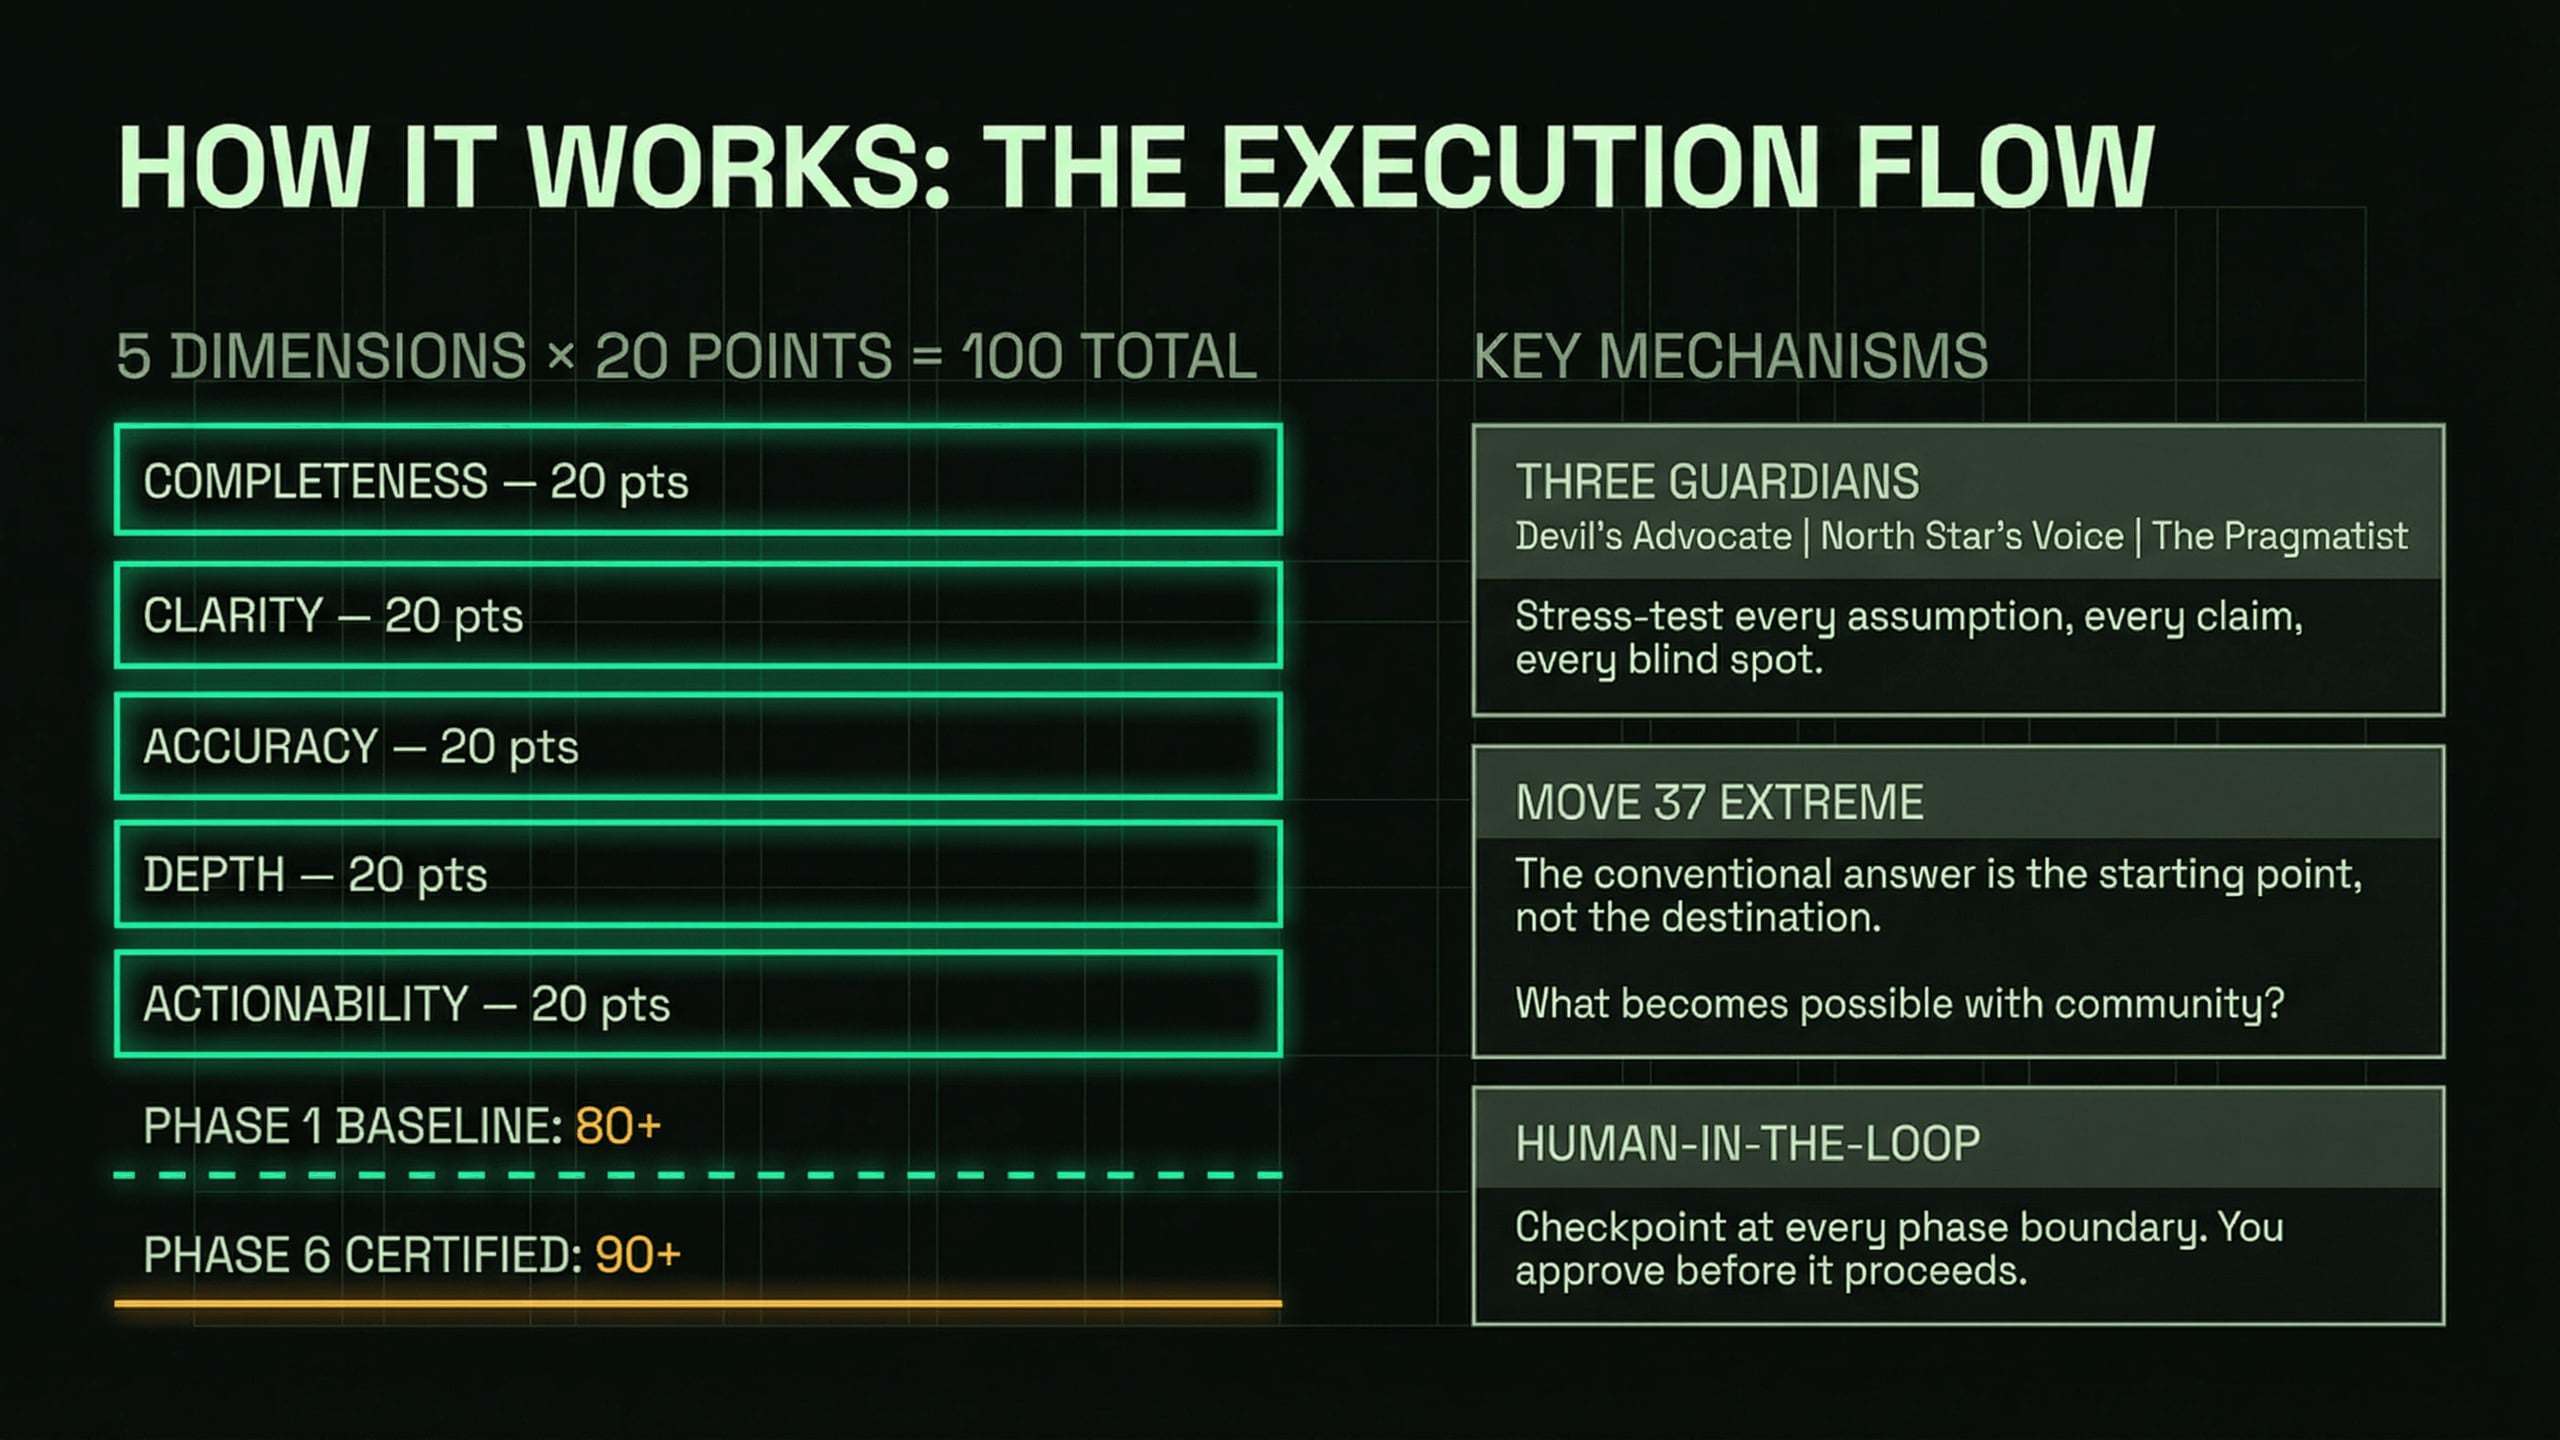 HOW IT WORKS: THE EXECUTION FLOW
5 DIMENSIONS × 20 POINTS = 100 TOTAL
COMPLETENESS — 20 pts
CLARITY — 20 pts
ACCURACY — 20 pts
DEPTH — 20 pts
ACTIONABILITY — 20 pts
PHASE 1 BASELINE: 80+
PHASE 6 CERTIFIED: 90+
KEY MECHANISMS
THREE GUARDIANS
Devil's Advocate | North Star's Voice | The Pragmatist
Stress-test every assumption, every claim,
every blind spot.
MOVE 37 EXTREME
The conventional answer is the starting point,
not the destination.
What becomes possible with community?
HUMAN-IN-THE-LOOP
Checkpoint at every phase boundary. You
approve before it proceeds.